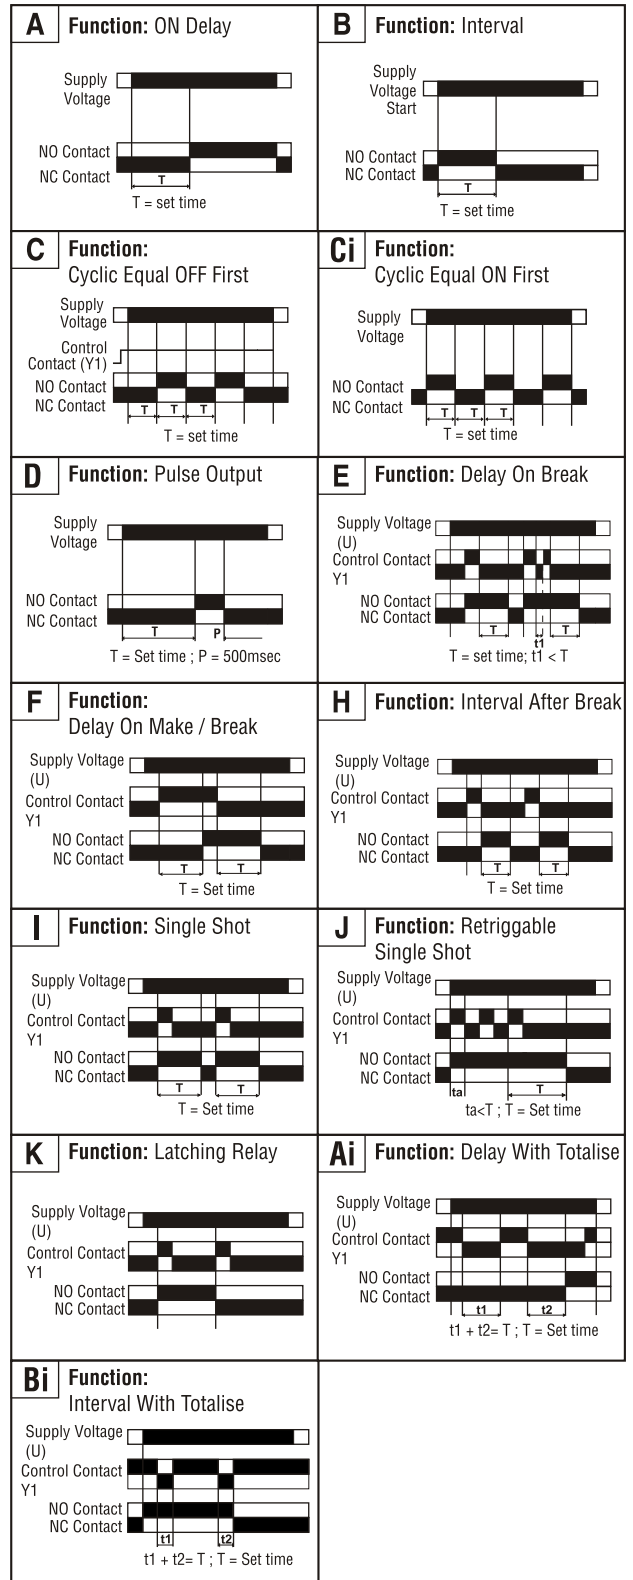 A Function: ON Delay
Supply
Voltage
NO Contact
NC Contact
T
T = set time
B Function: Interval
Supply
Voltage
Start
NO Contact
NC Contact
T
T = set time
C Function:
Cyclic Equal OFF First
Supply
Voltage
Control
Contact (Y1)
NO Contact
NC Contact
T T T
T = set time
Ci Function:
Cyclic Equal ON First
Supply
Voltage
NO Contact
NC Contact
T T T
T = set time
D Function: Pulse Output
Supply
Voltage
NO Contact
NC Contact
T P
T = Set time ; P = 500msec
E Function: Delay On Break
Supply Voltage
(U)
Control Contact
Y1
NO Contact
NC Contact
T t1 T
T = set time; t1 < T
F Function:
Delay On Make / Break
Supply Voltage
(U)
Control Contact
Y1
NO Contact
NC Contact
T T
T = Set time
H Function: Interval After Break
Supply Voltage
(U)
Control Contact
Y1
NO Contact
NC Contact
T T
T = Set time
I Function: Single Shot
Supply Voltage
(U)
Control Contact
Y1
NO Contact
NC Contact
T T
T = Set time
J Function: Retriggable
Single Shot
Supply Voltage
(U)
Control Contact
Y1
NO Contact
NC Contact
ta T
ta<T ; T = Set time
K Function: Latching Relay
Supply Voltage
(U)
Control Contact
Y1
NO Contact
NC Contact
Ai Function: Delay With Totalise
Supply Voltage
(U)
Control Contact
Y1
NO Contact
NC Contact
t1 t2
t1 + t2= T ; T = Set time
Bi Function:
Interval With Totalise
Supply Voltage
(U)
Control Contact
Y1
NO Contact
NC Contact
t1 t2
t1 + t2= T ; T = Set time